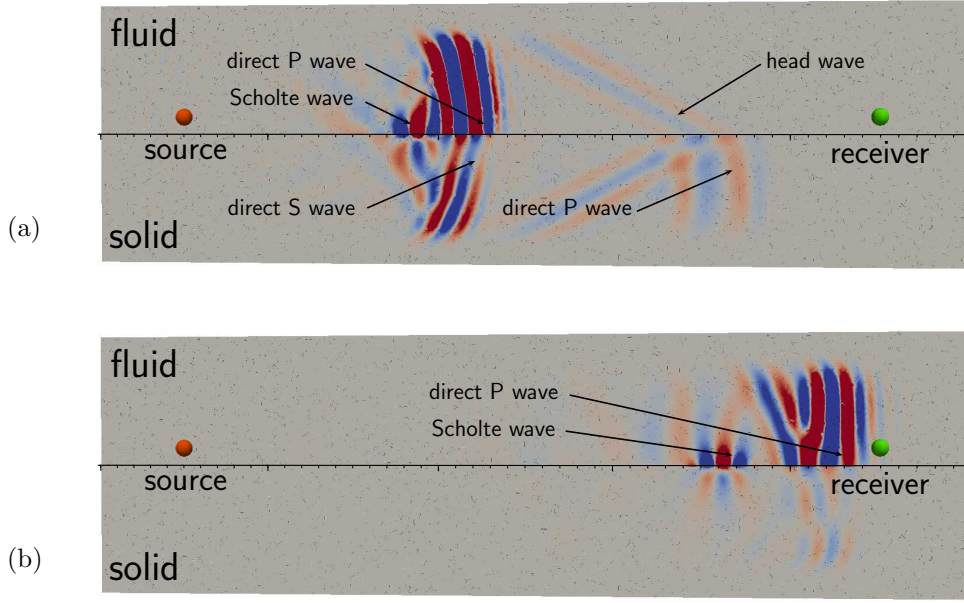 fluid
direct P wave
head wave
Scholte wave
source
receiver
direct S wave
direct P wave
(a)
solid
fluid
direct P wave
Scholte wave
source
receiver
(b)
solid